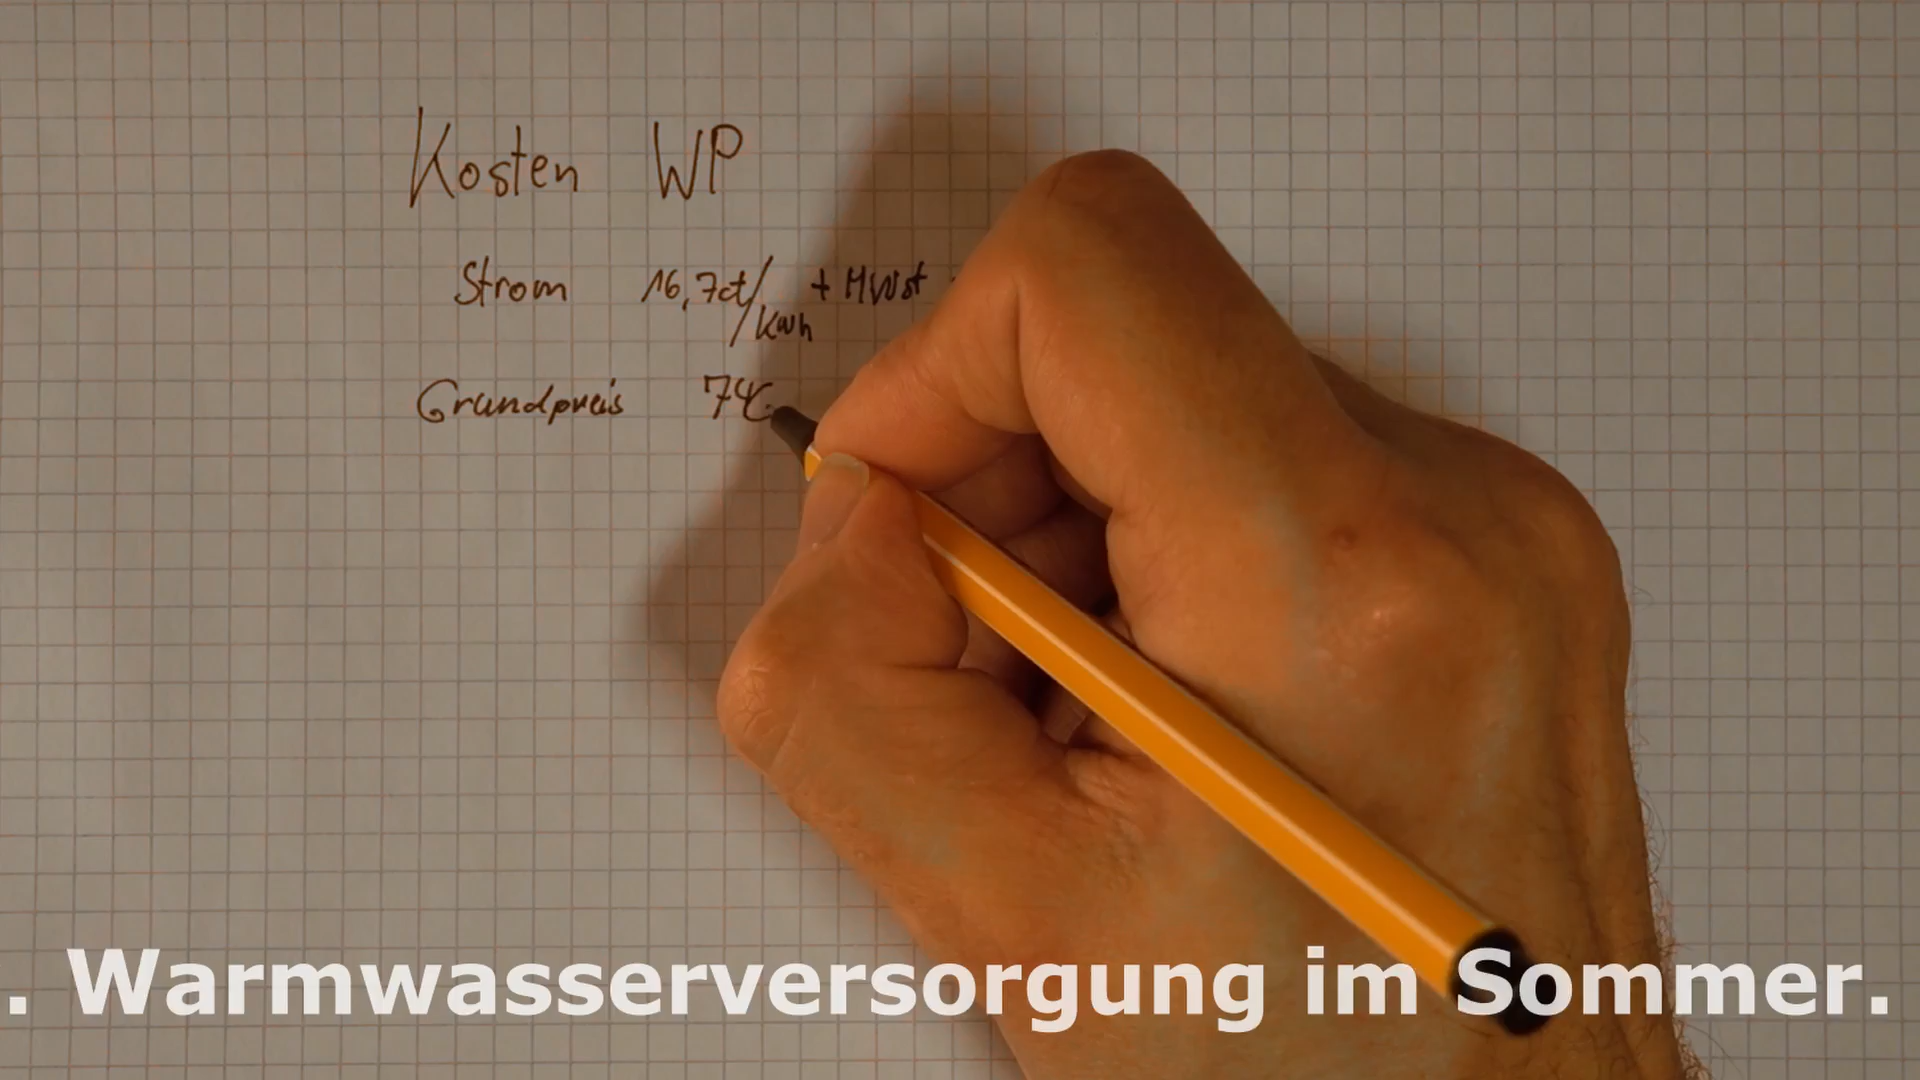 Kosten WP
Strom 16,7ct/kWh + MWSt
Grundpreis 74€
. Warmwasserversorgung im Sommer.